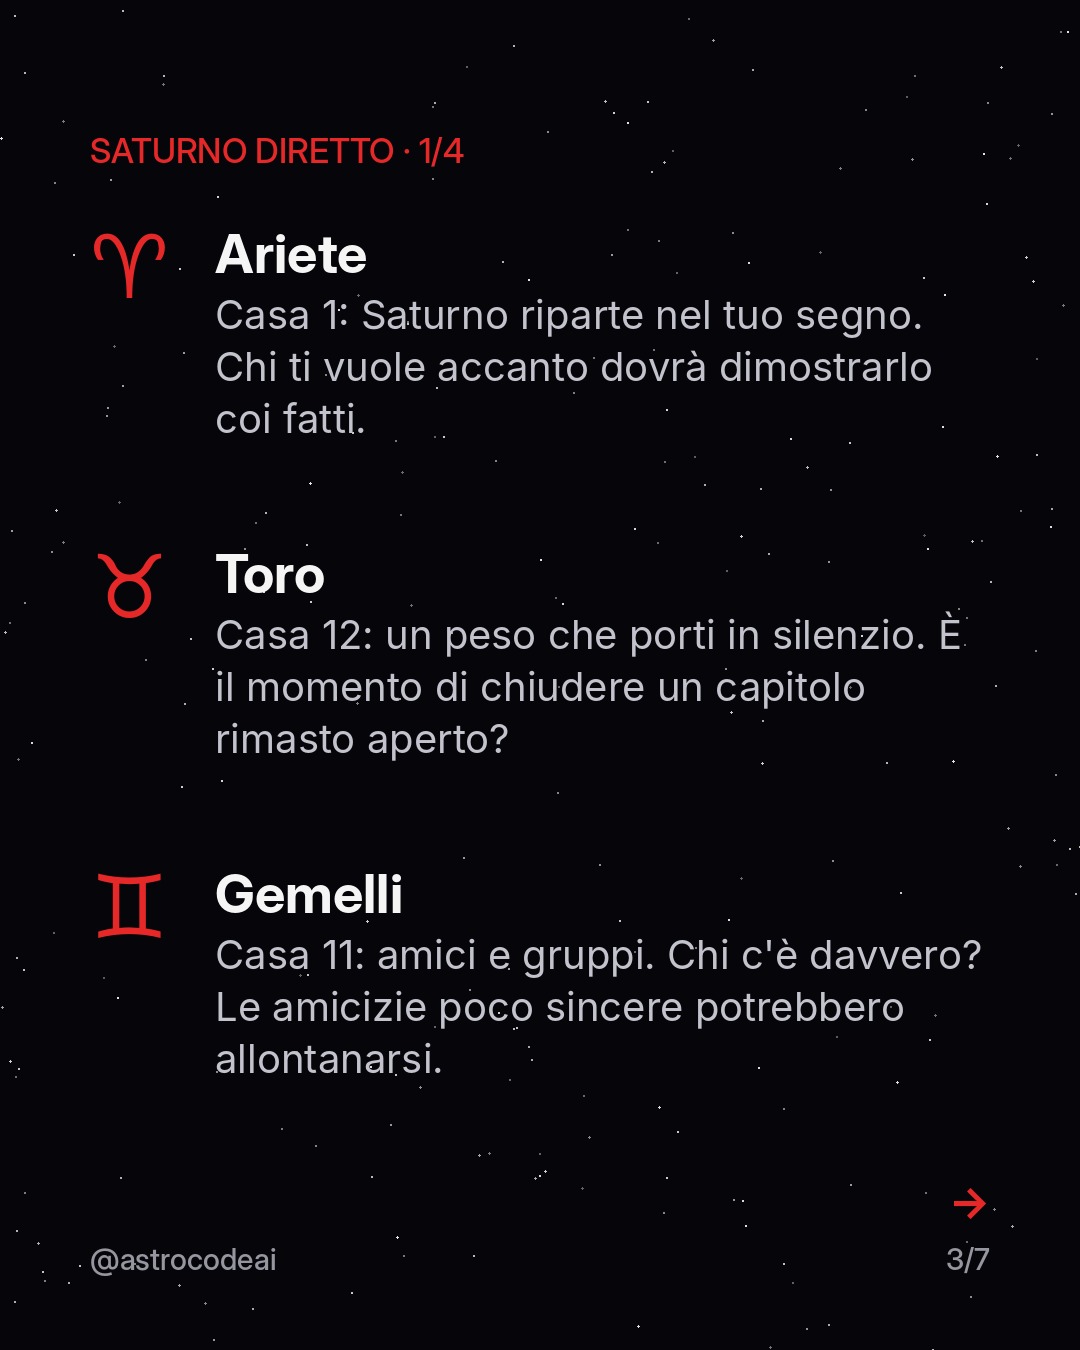 SATURNO DIRETTO · 1/4
♈ Ariete
Casa 1: Saturno riparte nel tuo segno.
Chi ti vuole accanto dovrà dimostrarlo
coi fatti.
♉ Toro
Casa 12: un peso che porti in silenzio. È
il momento di chiudere un capitolo
rimasto aperto?
♊ Gemelli
Casa 11: amici e gruppi. Chi c'è davvero?
Le amicizie poco sincere potrebbero
allontanarsi.
→
@astrocodeai
3/7